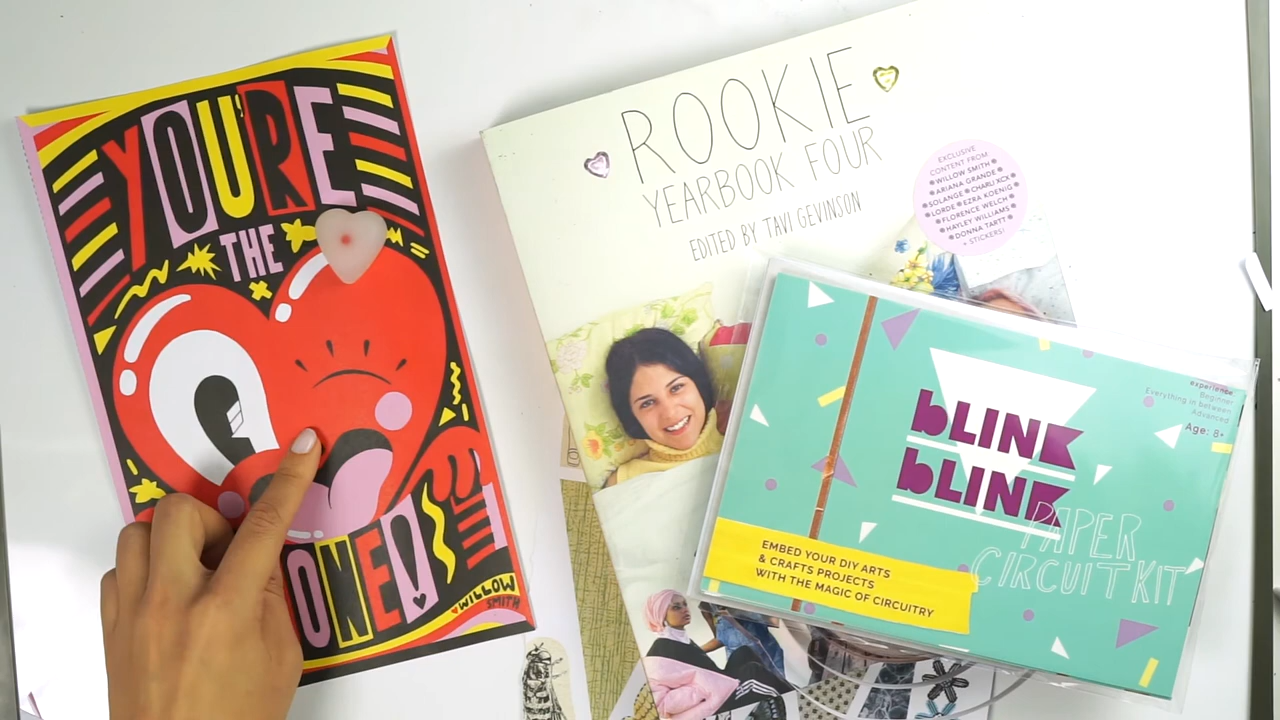 YOU'RE
THE
ONE!
WILLOW
SMITH
ROOKIE
YEARBOOK FOUR
EDITED BY TAVI GEVINSON
EXCLUSIVE
CONTENT FROM
WILLOW SMITH
ARIANA GRANDE
SOLANGE CHARLI XCX
LORDE EZRA KOENIG
FLORENCE WELCH
HAYLEY WILLIAMS
DONNA TARTT
+ STICKERS!
bLINK
bLINK
PAPER
CIRCUIT KIT
EMBED YOUR DIY ARTS
& CRAFTS PROJECTS
WITH THE MAGIC OF CIRCUITRY
experience:
Beginner
Everything in between
Advanced
Age: 8+